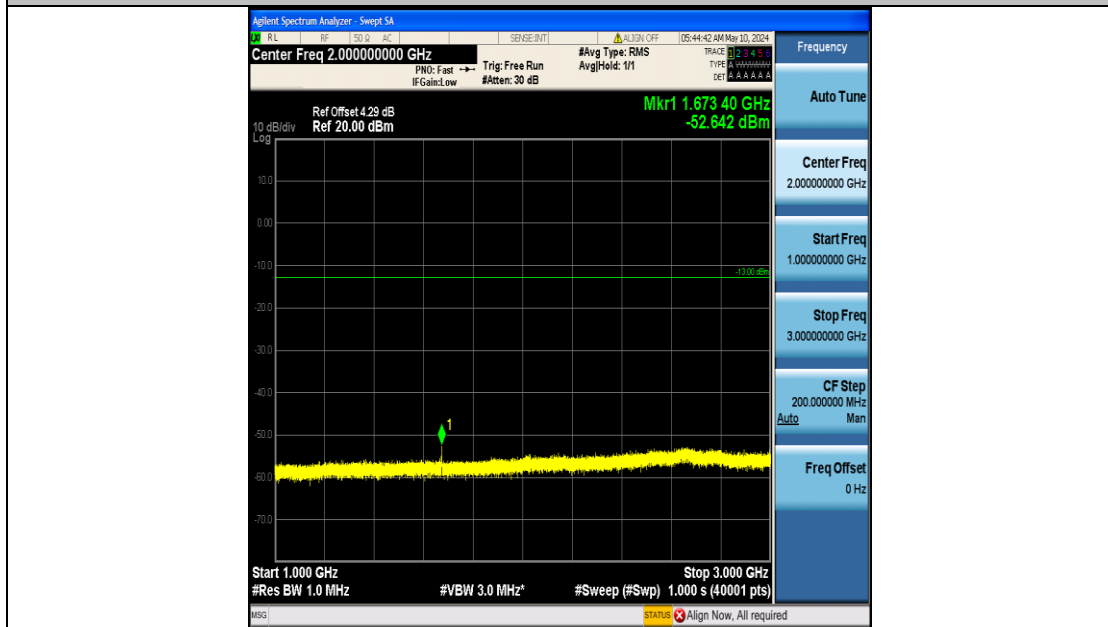 Agilent Spectrum Analyzer - Swept SA
RL RF 50 Ω AC SENSE:INT ALIGN OFF 05:44:42 AM May 10, 2024
Center Freq 2.000000000 GHz
PNO: Fast
IFGain:Low
Trig: Free Run
#Atten: 30 dB
#Avg Type: RMS
Avg|Hold: 1/1
TRACE 1 2 3 4 5 6
TYPE A
DET A A A A A A
Frequency
Mkr1 1.673 40 GHz
-52.642 dBm
Ref Offset 4.29 dB
10 dB/div Ref 20.00 dBm
Log
10.0
0.00
-10.0
-13.00 dBm
-20.0
-30.0
-40.0
1
-50.0
-60.0
-70.0
Start 1.000 GHz Stop 3.000 GHz
#Res BW 1.0 MHz #VBW 3.0 MHz* #Sweep (#Swp) 1.000 s (40001 pts)
Auto Tune
Center Freq
2.000000000 GHz
Start Freq
1.000000000 GHz
Stop Freq
3.000000000 GHz
CF Step
200.000000 MHz
Auto Man
Freq Offset
0 Hz
MSG STATUS Align Now, All required